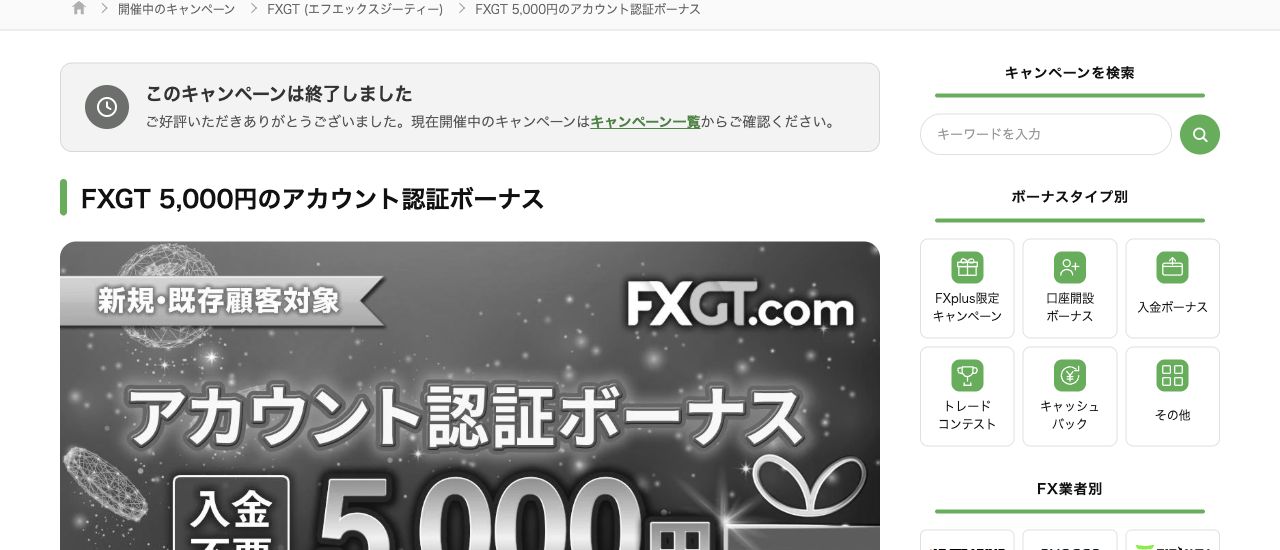 開催中のキャンペーン
FXGT (エフエックスジーティー)
FXGT 5,000円のアカウント認証ボーナス
このキャンペーンは終了しました
ご好評いただきありがとうございました。現在開催中のキャンペーンはキャンペーン一覧からご確認ください。
FXGT 5,000円のアカウント認証ボーナス
新規・既存顧客対象
FXGT.com
アカウント認証ボーナス
入金
不要
5,000円
キャンペーンを検索
キーワードを入力
ボーナスタイプ別
FXplus限定
キャンペーン
口座開設
ボーナス
入金ボーナス
トレード
コンテスト
キャッシュ
バック
その他
FX業者別